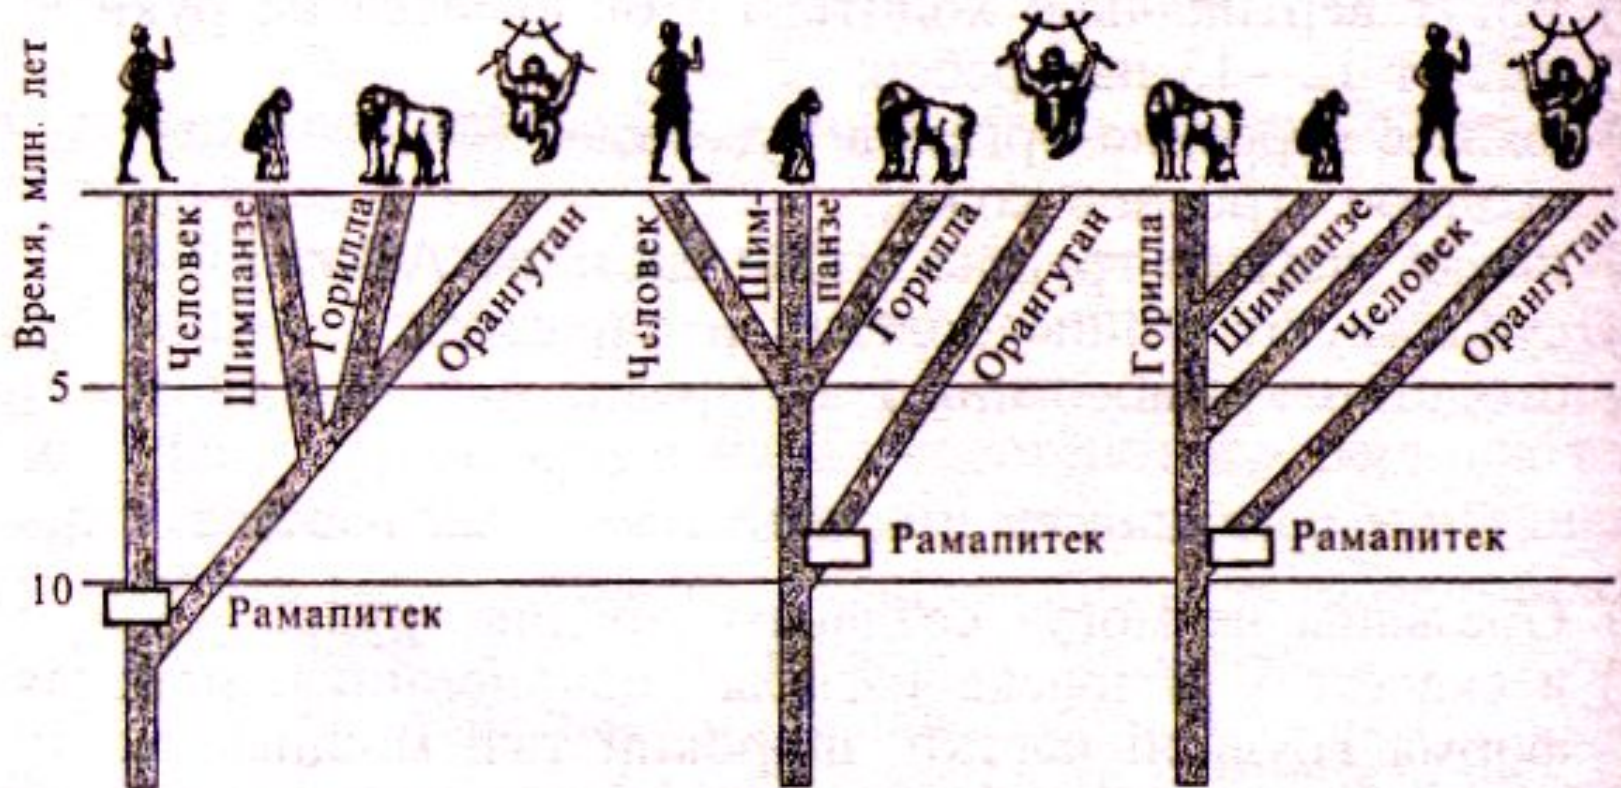 Время, млн. лет
5
10
Человек
Шимпанзе
Горилла
Орангутан
Рамапитек
Человек
Шим-
панзе
Горилла
Орангутан
Рамапитек
Горилла
Шимпанзе
Человек
Орангутан
Рамапитек